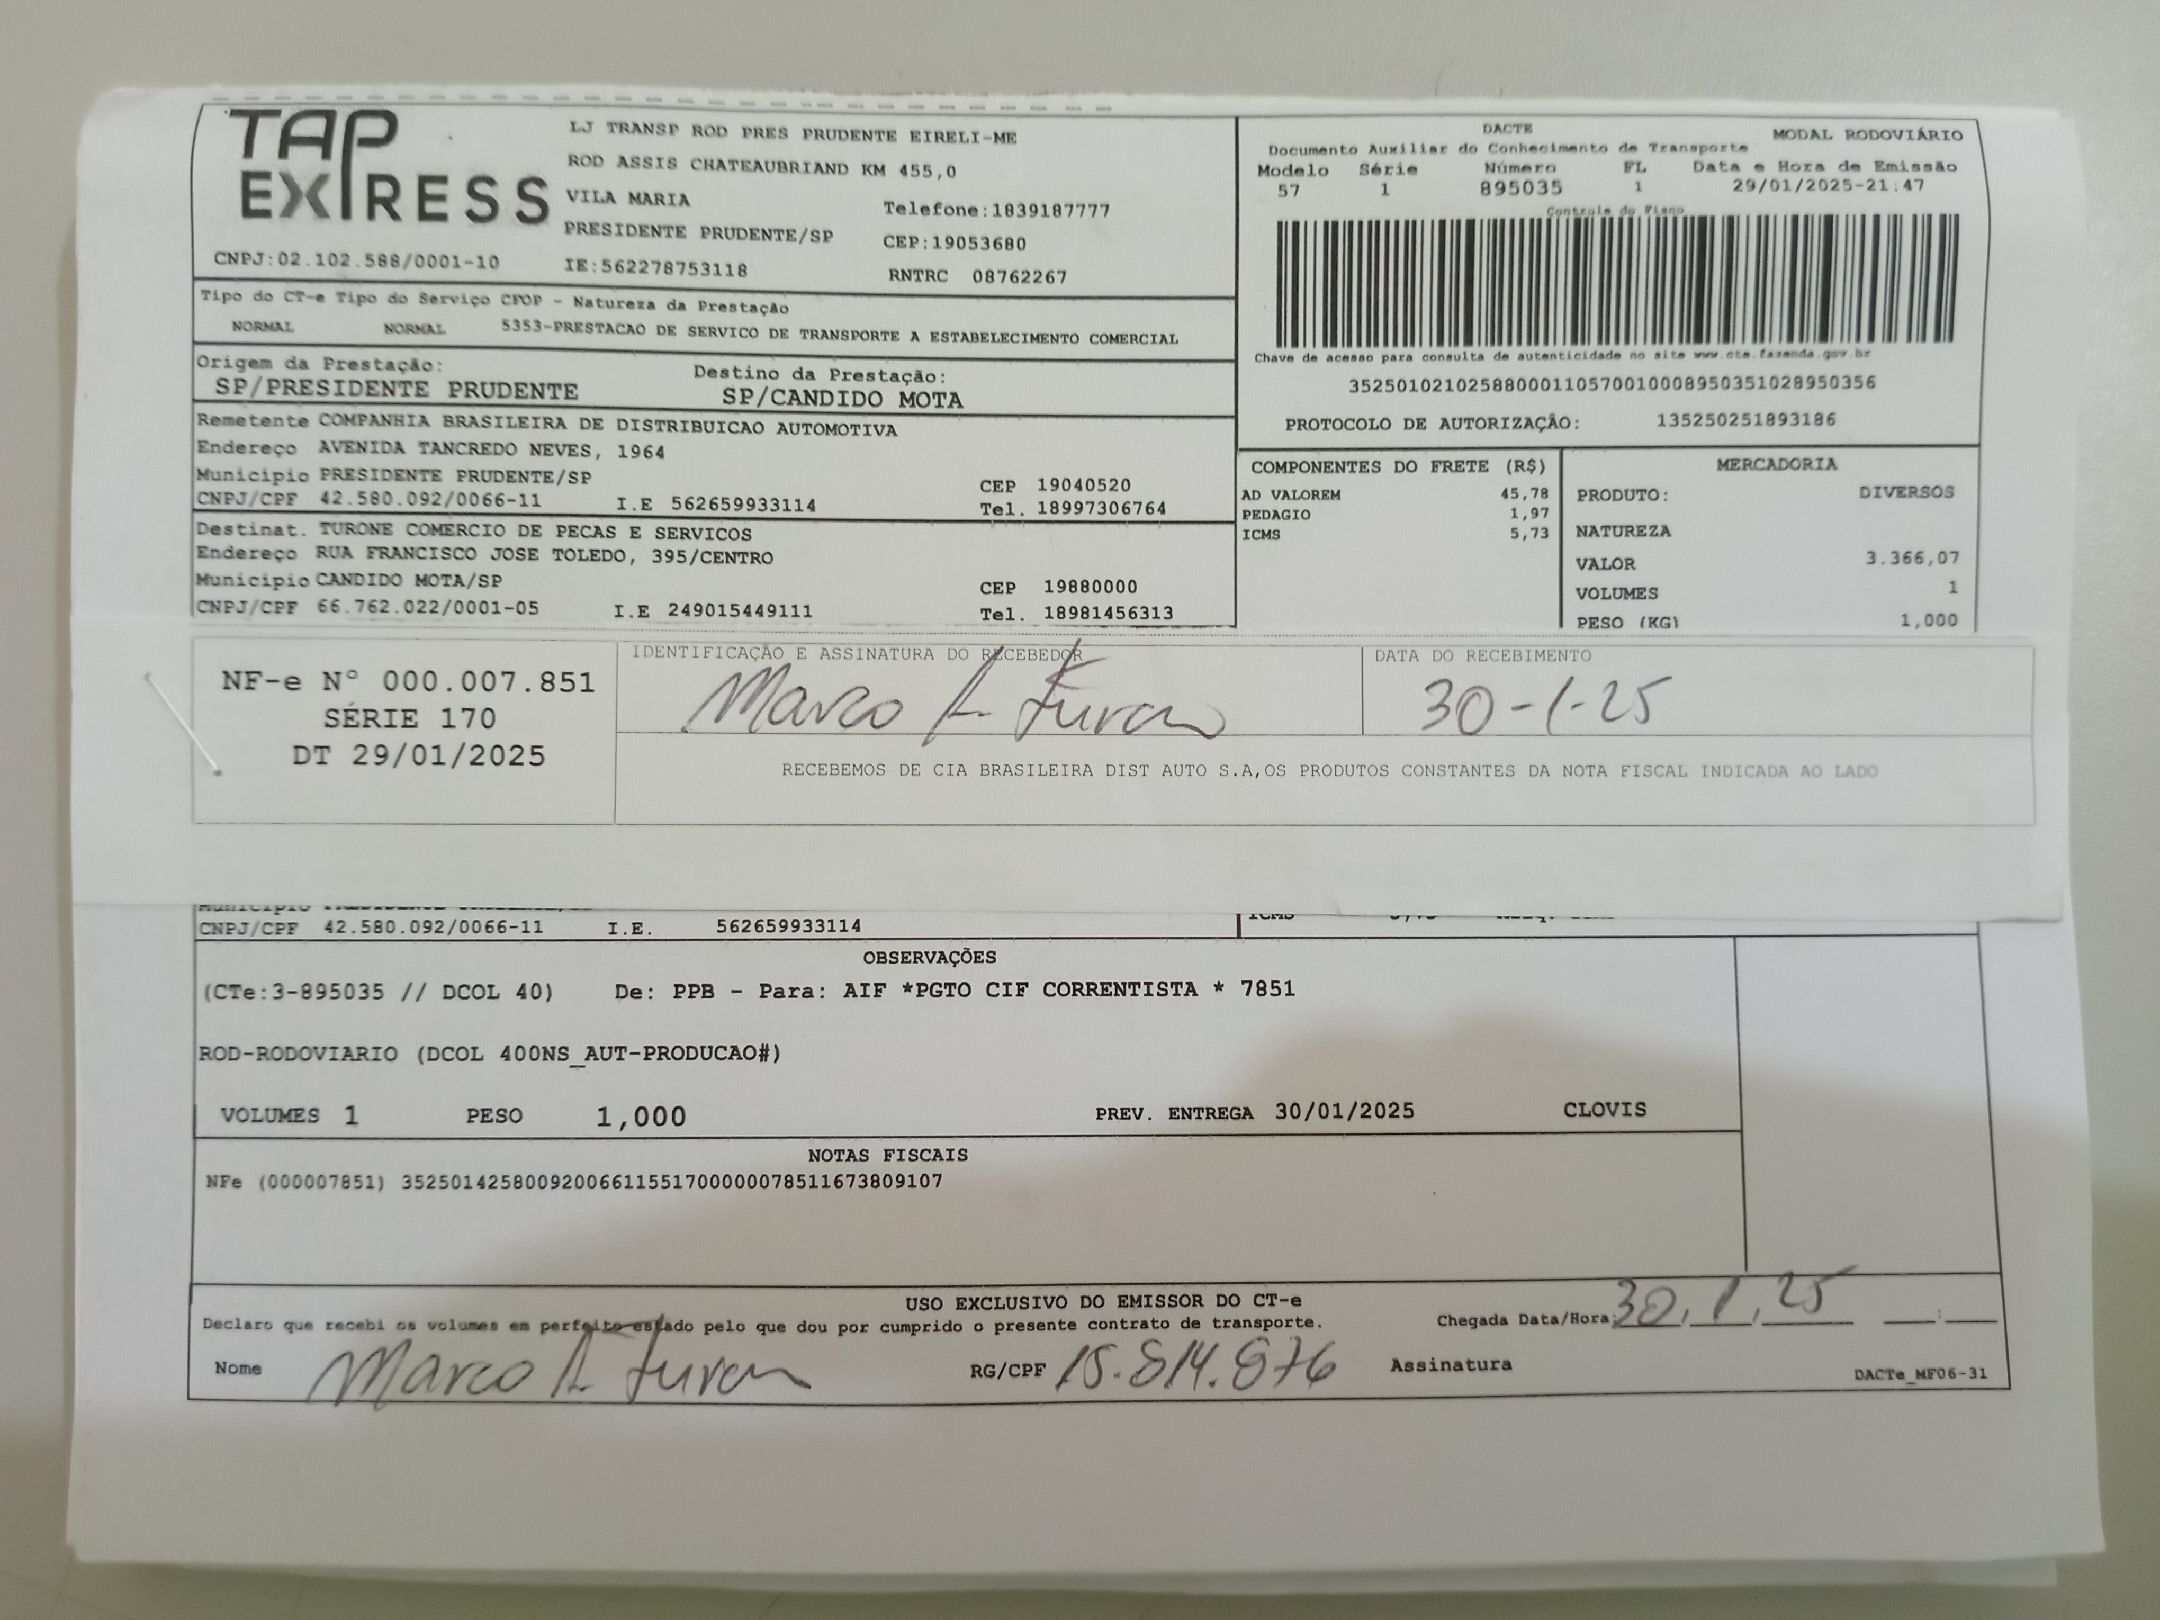 TAP EXPRESS
LJ TRANSP ROD PRES PRUDENTE EIRELI-ME
ROD ASSIS CHATEAUBRIAND KM 455,0
VILA MARIA
Telefone:1839187777
PRESIDENTE PRUDENTE/SP
CEP:19053680
CNPJ:02.102.588/0001-10
IE:562278753118
RNTRC 08762267
DACTE
MODAL RODOVIÁRIO
Documento Auxiliar do Conhecimento de Transporte
Modelo Série Número FL Data e Hora de Emissão
57 1 895035 1 29/01/2025-21:47
Controle do Fisco
Chave de acesso para consulta de autenticidade no site www.cte.fazenda.gov.br
35250102102588000110570010008950351028950356
PROTOCOLO DE AUTORIZAÇÃO: 135250251893186
Tipo do CT-e Tipo do Serviço CFOP - Natureza da Prestação
NORMAL NORMAL 5353-PRESTACAO DE SERVICO DE TRANSPORTE A ESTABELECIMENTO COMERCIAL
Origem da Prestação: Destino da Prestação:
SP/PRESIDENTE PRUDENTE SP/CANDIDO MOTA
Remetente COMPANHIA BRASILEIRA DE DISTRIBUICAO AUTOMOTIVA
Endereço AVENIDA TANCREDO NEVES, 1964
Municipio PRESIDENTE PRUDENTE/SP CEP 19040520
CNPJ/CPF 42.580.092/0066-11 I.E 562659933114 Tel. 18997306764
Destinat. TURONE COMERCIO DE PECAS E SERVICOS
Endereço RUA FRANCISCO JOSE TOLEDO, 395/CENTRO
Municipio CANDIDO MOTA/SP CEP 19880000
CNPJ/CPF 66.762.022/0001-05 I.E 249015449111 Tel. 18981456313
COMPONENTES DO FRETE (R$)
AD VALOREM 45,78
PEDAGIO 1,97
ICMS 5,73
MERCADORIA
PRODUTO: DIVERSOS
NATUREZA
VALOR 3.366,07
VOLUMES 1
PESO (KG) 1,000
NF-e N° 000.007.851
SÉRIE 170
DT 29/01/2025
IDENTIFICAÇÃO E ASSINATURA DO RECEBEDOR
Marco A. Turon
DATA DO RECEBIMENTO
30-1-25
RECEBEMOS DE CIA BRASILEIRA DIST AUTO S.A,OS PRODUTOS CONSTANTES DA NOTA FISCAL INDICADA AO LADO
CNPJ/CPF 42.580.092/0066-11 I.E. 562659933114
OBSERVAÇÕES
(CTe:3-895035 // DCOL 40) De: PPB - Para: AIF *PGTO CIF CORRENTISTA * 7851
ROD-RODOVIARIO (DCOL 400NS_AUT-PRODUCAO#)
VOLUMES 1 PESO 1,000 PREV. ENTREGA 30/01/2025 CLOVIS
NOTAS FISCAIS
NFe (000007851) 35250142580092006611551700000078511673809107
USO EXCLUSIVO DO EMISSOR DO CT-e
Declaro que recebi os volumes em perfeito estado pelo que dou por cumprido o presente contrato de transporte.
Chegada Data/Hora: 30,1,25
Nome Marco A. Turon RG/CPF 15.814.876 Assinatura
DACTe_MF06-31